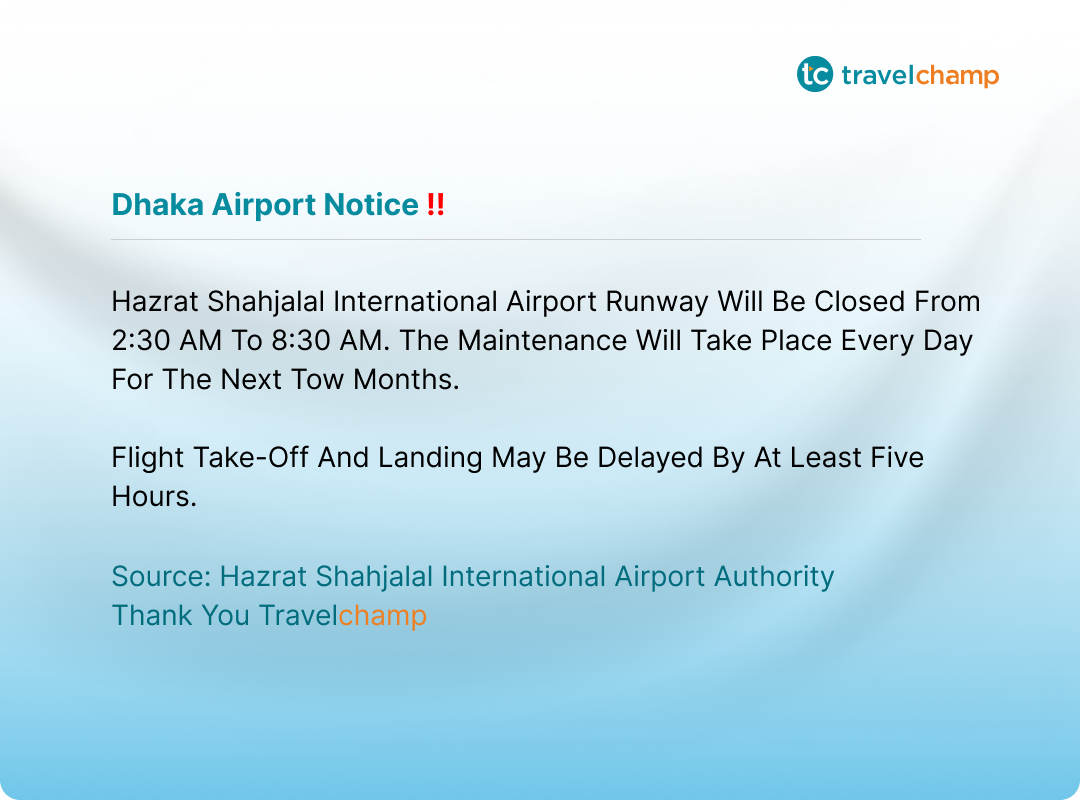 tc travelchamp
Dhaka Airport Notice !!
Hazrat Shahjalal International Airport Runway Will Be Closed From
2:30 AM To 8:30 AM. The Maintenance Will Take Place Every Day
For The Next Tow Months.
Flight Take-Off And Landing May Be Delayed By At Least Five
Hours.
Source: Hazrat Shahjalal International Airport Authority
Thank You Travelchamp